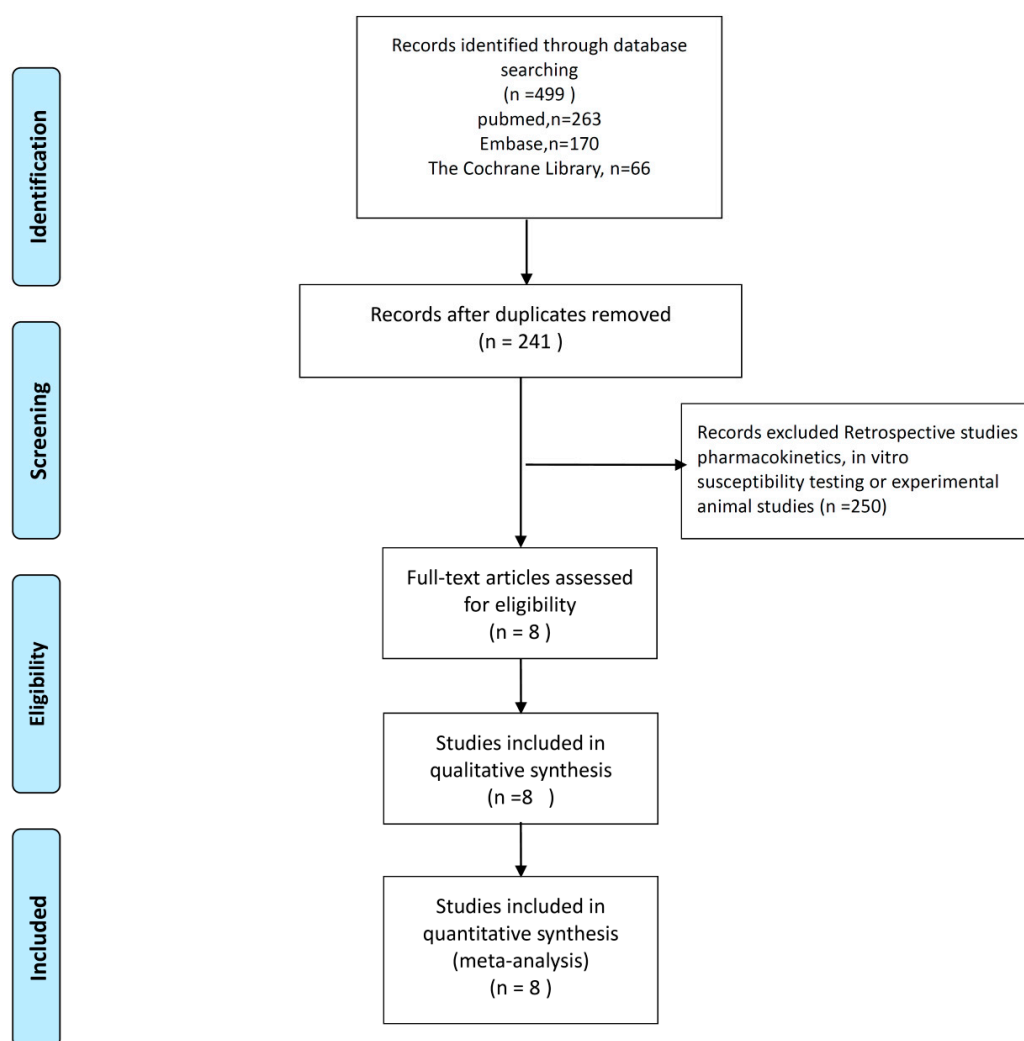 Identification
Records identified through database
searching
(n =499 )
pubmed,n=263
Embase,n=170
The Cochrane Library, n=66
Records after duplicates removed
(n = 241 )
Screening
Records excluded Retrospective studies
pharmacokinetics, in vitro
susceptibility testing or experimental
animal studies (n =250)
Full-text articles assessed
for eligibility
(n = 8 )
Eligibility
Studies included in
qualitative synthesis
(n =8 )
Included
Studies included in
quantitative synthesis
(meta-analysis)
(n = 8 )